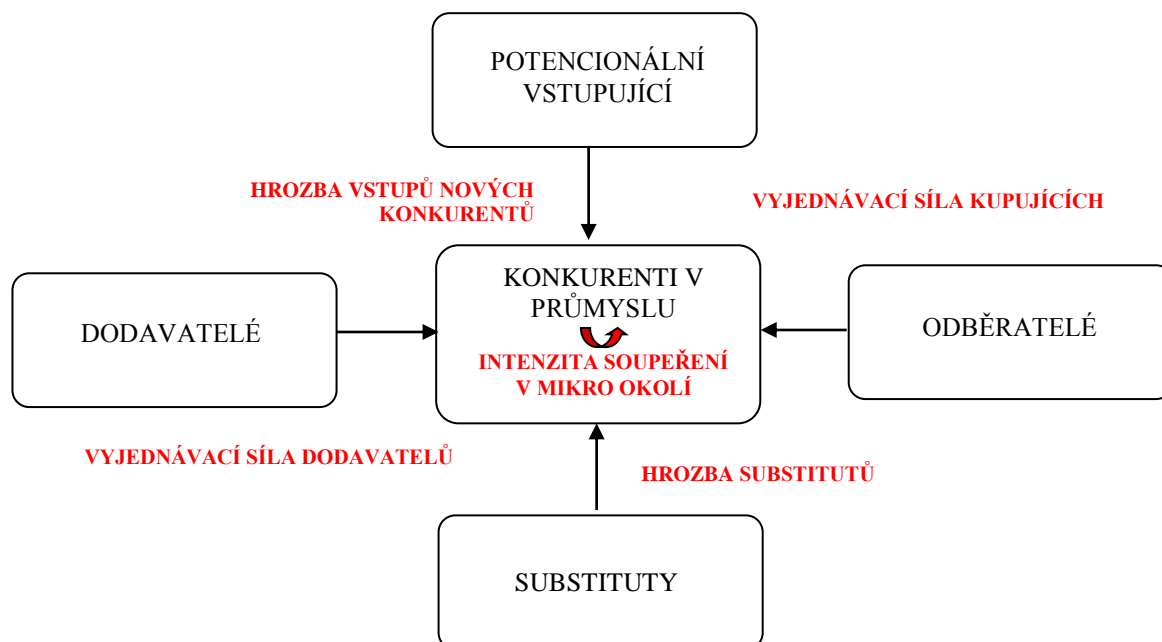 POTENCIONÁLNÍ
VSTUPUJÍCÍ
HROZBA VSTUPŮ NOVÝCH
KONKURENTŮ
VYJEDNÁVACÍ SÍLA KUPUJÍCÍCH
DODAVATELÉ
KONKURENTI V
PRŮMYSLU
INTENZITA SOUPEŘENÍ
V MIKRO OKOLÍ
ODBĚRATELÉ
VYJEDNÁVACÍ SÍLA DODAVATELŮ
HROZBA SUBSTITUTŮ
SUBSTITUTY